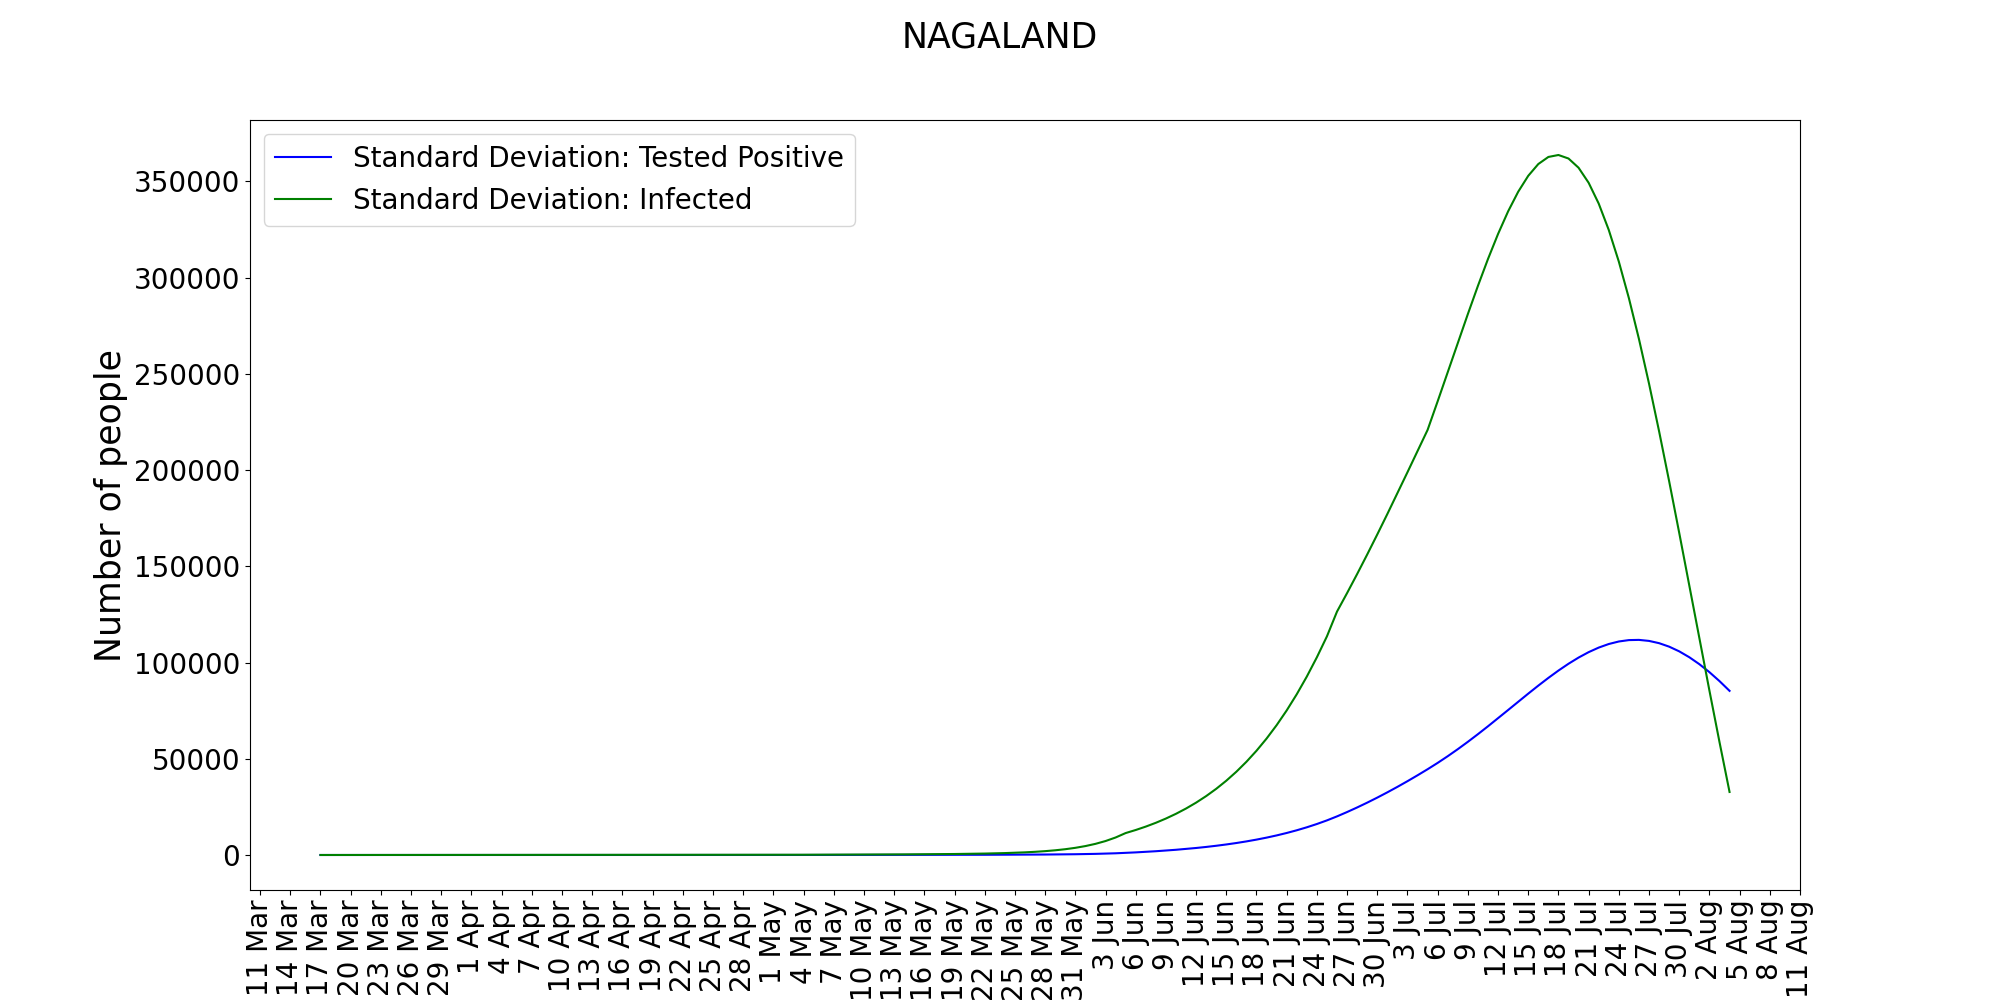 NAGALAND
Standard Deviation: Tested Positive
Standard Deviation: Infected
Number of people
350000
300000
250000
200000
150000
100000
50000
0
11 Mar
14 Mar
17 Mar
20 Mar
23 Mar
26 Mar
29 Mar
1 Apr
4 Apr
7 Apr
10 Apr
13 Apr
16 Apr
19 Apr
22 Apr
25 Apr
28 Apr
1 May
4 May
7 May
10 May
13 May
16 May
19 May
22 May
25 May
28 May
31 May
3 Jun
6 Jun
9 Jun
12 Jun
15 Jun
18 Jun
21 Jun
24 Jun
27 Jun
30 Jun
3 Jul
6 Jul
9 Jul
12 Jul
15 Jul
18 Jul
21 Jul
24 Jul
27 Jul
30 Jul
2 Aug
5 Aug
8 Aug
11 Aug